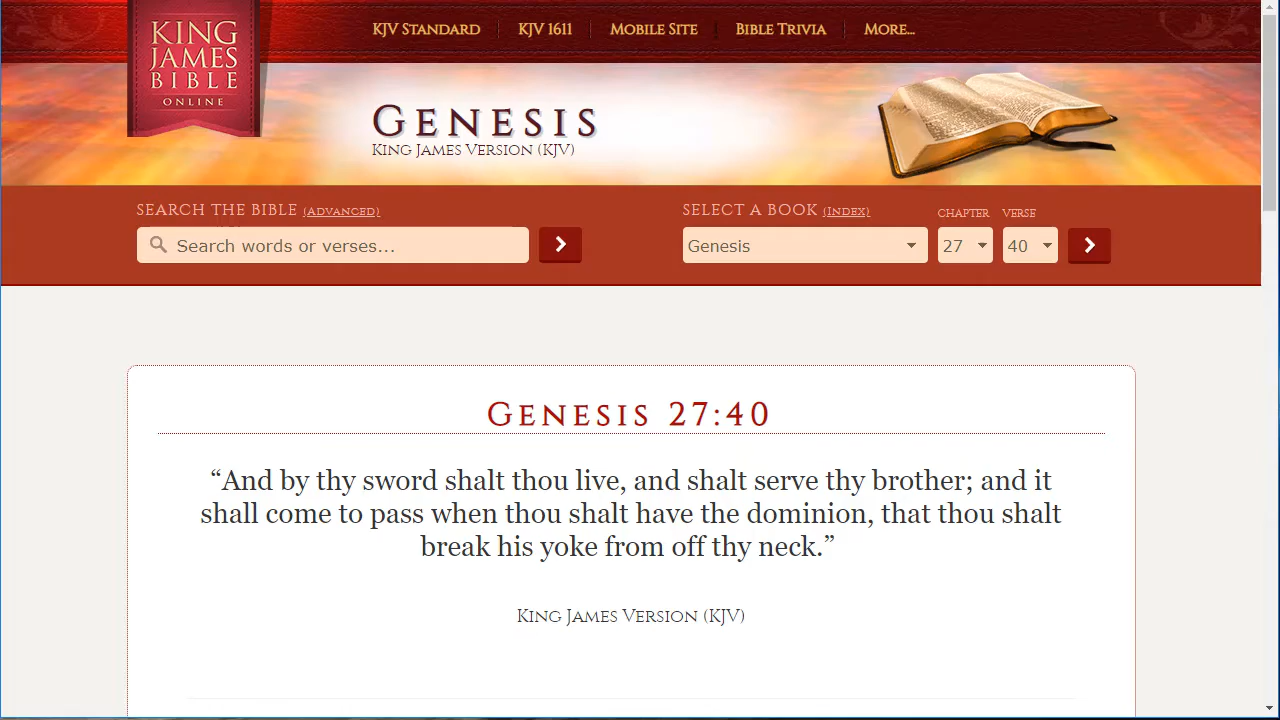 KING
JAMES
BIBLE
ONLINE
KJV STANDARD
KJV 1611
MOBILE SITE
BIBLE TRIVIA
MORE...
GENESIS
KING JAMES VERSION (KJV)
SEARCH THE BIBLE (ADVANCED)
Search words or verses...
SELECT A BOOK (INDEX)
CHAPTER
VERSE
Genesis
27
40
GENESIS 27:40
“And by thy sword shalt thou live, and shalt serve thy brother; and it
shall come to pass when thou shalt have the dominion, that thou shalt
break his yoke from off thy neck.”
KING JAMES VERSION (KJV)